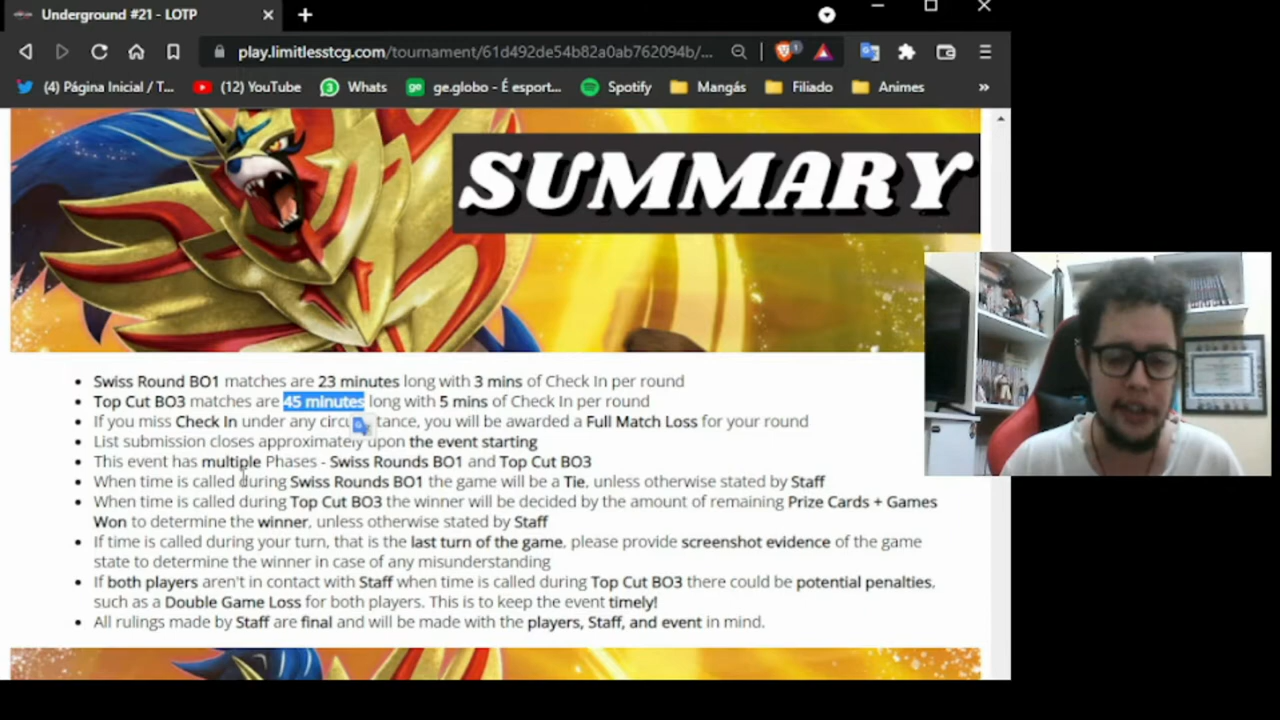 Underground #21 - LOTP
play.limitlesstcg.com/tournament/61d492de54b82a0ab762094b/...
1
(4) Página Inicial / T...
(12) YouTube
3
Whats
ge
ge.globo - É esport...
Spotify
Mangás
Filiado
Animes
»
SUMMARY
• Swiss Round BO1 matches are 23 minutes long with 3 mins of Check In per round
• Top Cut BO3 matches are 45 minutes long with 5 mins of Check In per round
• If you miss Check In under any circu tance, you will be awarded a Full Match Loss for your round
• List submission closes approximately upon the event starting
• This event has multiple Phases - Swiss Rounds BO1 and Top Cut BO3
• When time is called during Swiss Rounds BO1 the game will be a Tie, unless otherwise stated by Staff
• When time is called during Top Cut BO3 the winner will be decided by the amount of remaining Prize Cards + Games
Won to determine the winner, unless otherwise stated by Staff
• If time is called during your turn, that is the last turn of the game, please provide screenshot evidence of the game
state to determine the winner in case of any misunderstanding
• If both players aren't in contact with Staff when time is called during Top Cut BO3 there could be potential penalties,
such as a Double Game Loss for both players. This is to keep the event timely!
• All rulings made by Staff are final and will be made with the players, Staff, and event in mind.